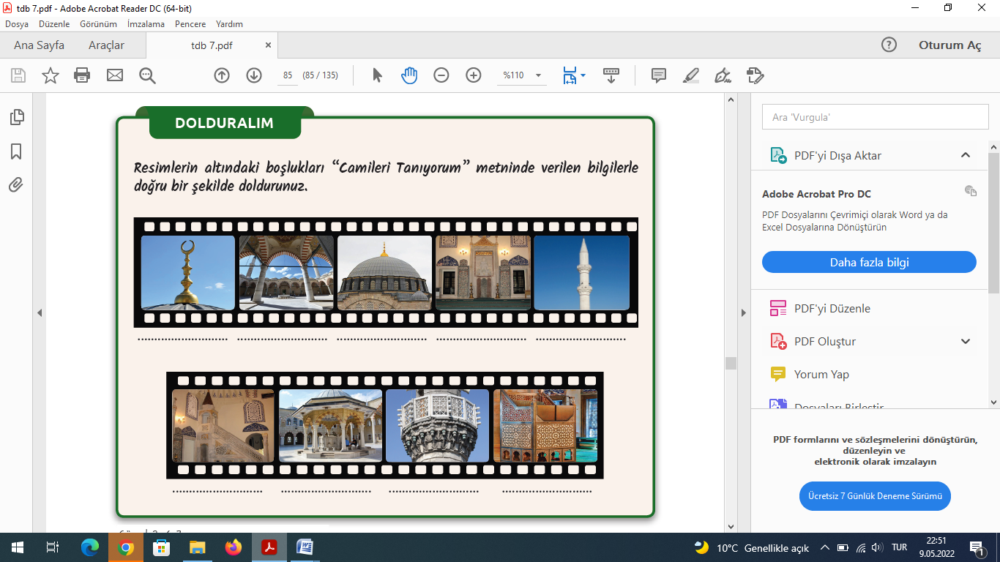 tdb 7.pdf - Adobe Acrobat Reader DC (64-bit)
Dosya Düzenle Görünüm İmzalama Pencere Yardım
Ana Sayfa Araçlar tdb 7.pdf × ? Oturum Aç
85 (85 / 135) %110
DOLDURALIM
Resimlerin altındaki boşlukları “Camileri Tanıyorum” metninde verilen bilgilerle
doğru bir şekilde doldurunuz.
Ara 'Vurgula'
PDF'yi Dışa Aktar
Adobe Acrobat Pro DC
PDF Dosyalarını Çevrimiçi olarak Word ya da
Excel Dosyalarına Dönüştürün
Daha fazla bilgi
PDF'yi Düzenle
PDF Oluştur
Yorum Yap
Dosyaları Birleştir
PDF formlarını ve sözleşmelerini dönüştürün,
düzenleyin ve
elektronik olarak imzalayın
Ücretsiz 7 Günlük Deneme Sürümü
10°C Genellikle açık TUR 22:51
9.05.2022 1